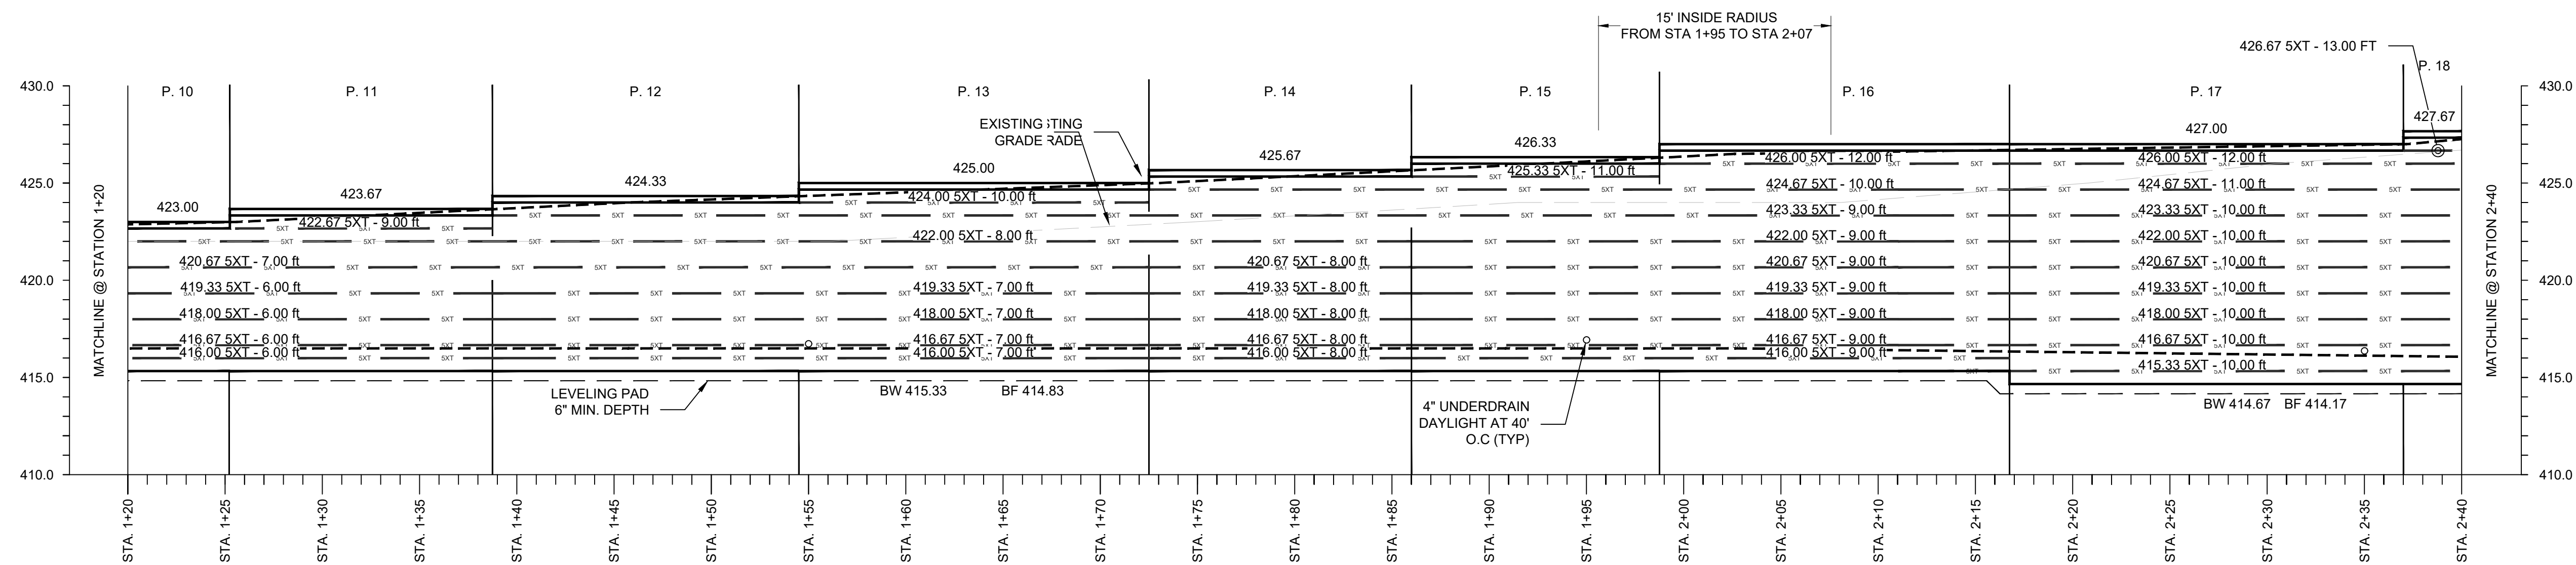 15' INSIDE RADIUS
FROM STA 1+95 TO STA 2+07
426.67 5XT - 13.00 FT
P. 10
P. 11
P. 12
P. 13
P. 14
P. 15
P. 16
P. 17
P. 18
430.0
425.0
420.0
415.0
410.0
430.0
425.0
420.0
415.0
410.0
MATCHLINE @ STATION 1+20
MATCHLINE @ STATION 2+40
EXISTING
GRADE
423.00
423.67
424.33
425.00
425.67
426.33
427.00
427.67
422.67 5XT - 9.00 ft
420.67 5XT - 7.00 ft
419.33 5XT - 6.00 ft
418.00 5XT - 6.00 ft
416.67 5XT - 6.00 ft
416.00 5XT - 6.00 ft
424.00 5XT - 10.00 ft
422.00 5XT - 8.00 ft
419.33 5XT - 7.00 ft
418.00 5XT - 7.00 ft
416.67 5XT - 7.00 ft
416.00 5XT - 7.00 ft
420.67 5XT - 8.00 ft
419.33 5XT - 8.00 ft
418.00 5XT - 8.00 ft
416.67 5XT - 8.00 ft
416.00 5XT - 8.00 ft
425.33 5XT - 11.00 ft
426.00 5XT - 12.00 ft
424.67 5XT - 10.00 ft
423.33 5XT - 9.00 ft
422.00 5XT - 9.00 ft
420.67 5XT - 9.00 ft
419.33 5XT - 9.00 ft
418.00 5XT - 9.00 ft
416.67 5XT - 9.00 ft
416.00 5XT - 9.00 ft
426.00 5XT - 12.00 ft
424.67 5XT - 11.00 ft
423.33 5XT - 10.00 ft
422.00 5XT - 10.00 ft
420.67 5XT - 10.00 ft
419.33 5XT - 10.00 ft
418.00 5XT - 10.00 ft
416.67 5XT - 10.00 ft
415.33 5XT - 10.00 ft
LEVELING PAD
6" MIN. DEPTH
BW 415.33 BF 414.83
4" UNDERDRAIN
DAYLIGHT AT 40'
O.C (TYP)
BW 414.67 BF 414.17
STA. 1+20
STA. 1+25
STA. 1+30
STA. 1+35
STA. 1+40
STA. 1+45
STA. 1+50
STA. 1+55
STA. 1+60
STA. 1+65
STA. 1+70
STA. 1+75
STA. 1+80
STA. 1+85
STA. 1+90
STA. 1+95
STA. 2+00
STA. 2+05
STA. 2+10
STA. 2+15
STA. 2+20
STA. 2+25
STA. 2+30
STA. 2+35
STA. 2+40